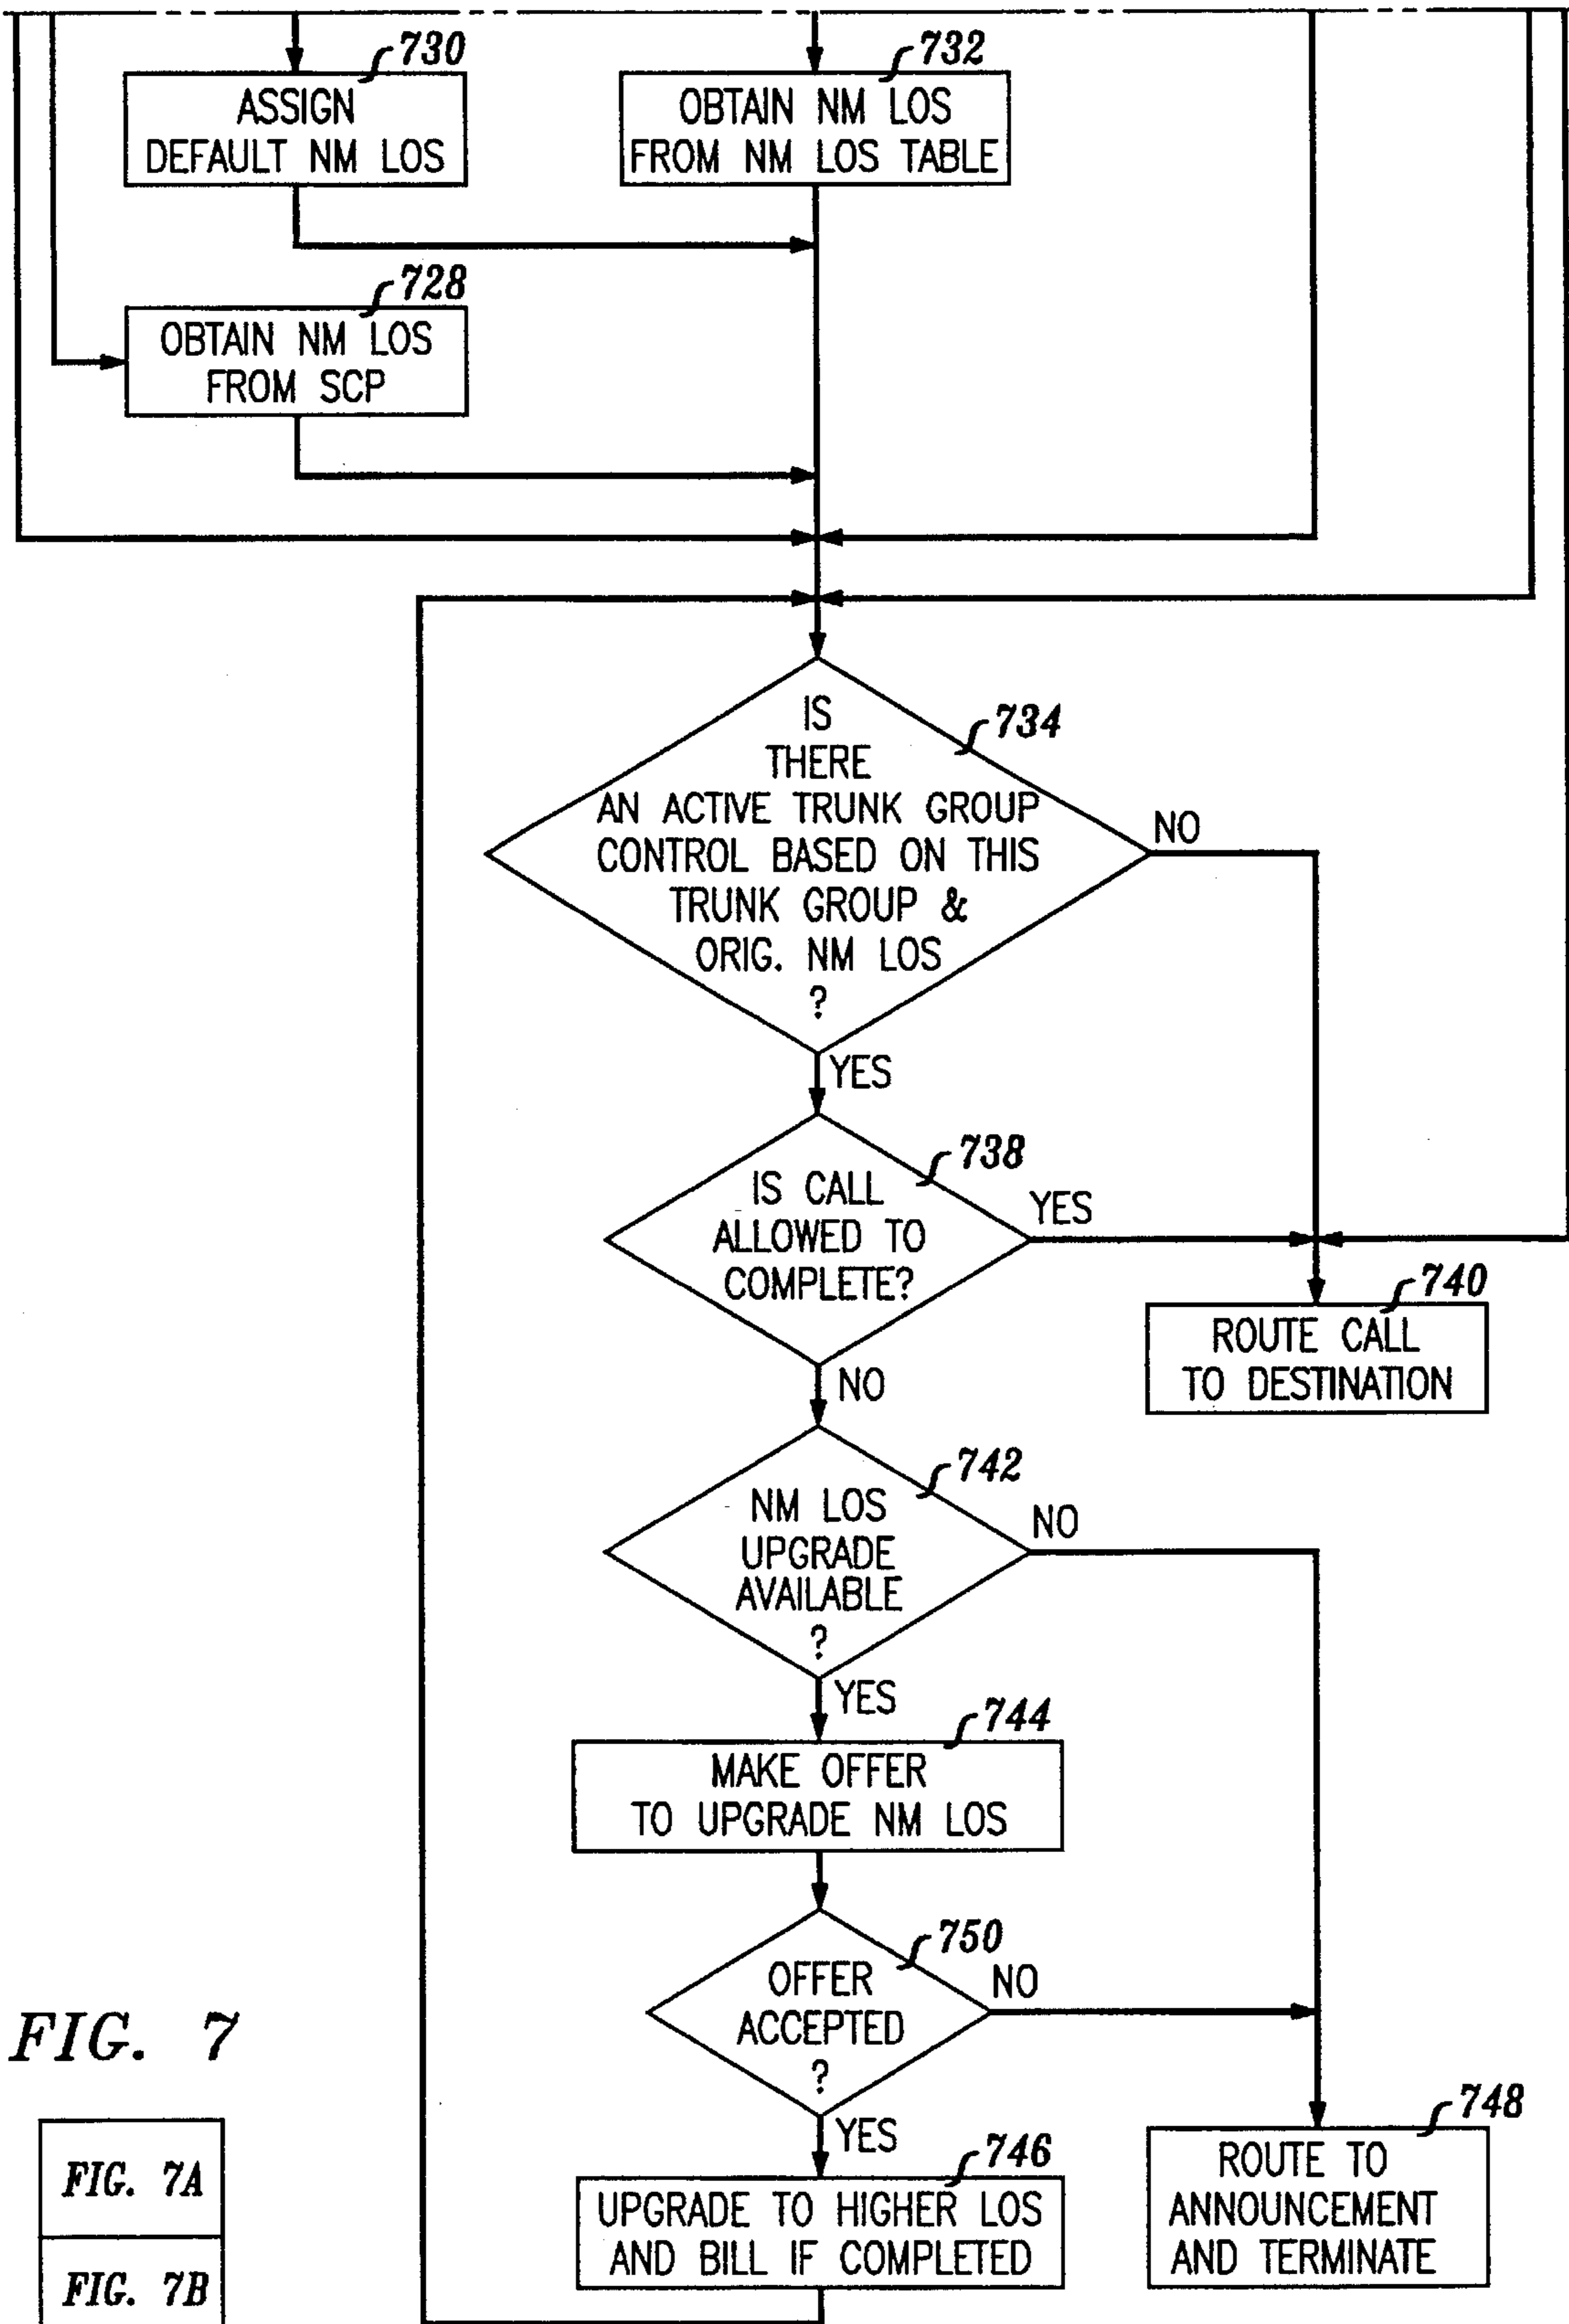 730
ASSIGN
DEFAULT NM LOS
732
OBTAIN NM LOS
FROM NM LOS TABLE
728
OBTAIN NM LOS
FROM SCP
734
IS
THERE
AN ACTIVE TRUNK GROUP
CONTROL BASED ON THIS
TRUNK GROUP &
ORIG. NM LOS
?
NO
YES
738
IS CALL
ALLOWED TO
COMPLETE?
YES
NO
740
ROUTE CALL
TO DESTINATION
742
NM LOS
UPGRADE
AVAILABLE
?
NO
YES
744
MAKE OFFER
TO UPGRADE NM LOS
750
OFFER
ACCEPTED
?
NO
YES
746
UPGRADE TO HIGHER LOS
AND BILL IF COMPLETED
748
ROUTE TO
ANNOUNCEMENT
AND TERMINATE
FIG. 7
FIG. 7A
FIG. 7B